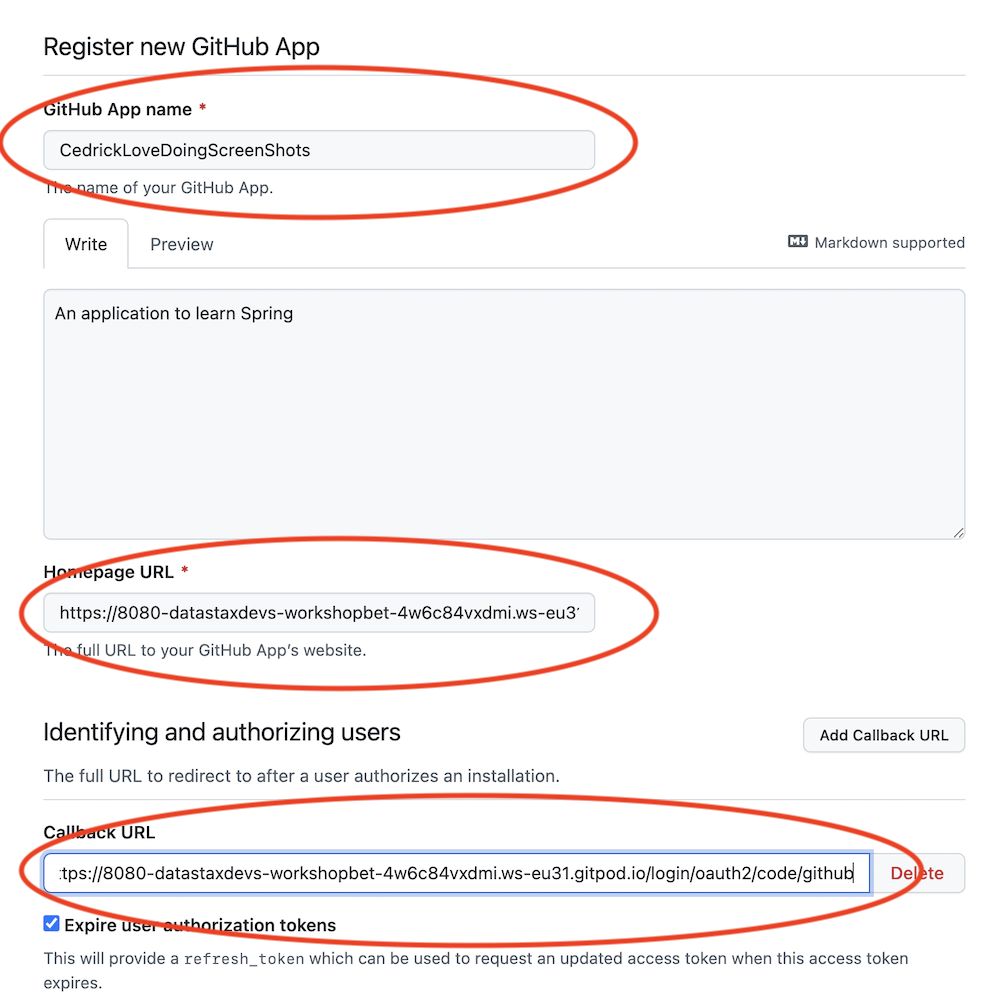 Register new GitHub App
GitHub App name *
CedrickLoveDoingScreenShots
The name of your GitHub App.
Write Preview Markdown supported
An application to learn Spring
Homepage URL *
https://8080-datastaxdevs-workshopbet-4w6c84vxdmi.ws-eu31
The full URL to your GitHub App's website.
Identifying and authorizing users Add Callback URL
The full URL to redirect to after a user authorizes an installation.
Callback URL
tps://8080-datastaxdevs-workshopbet-4w6c84vxdmi.ws-eu31.gitpod.io/login/oauth2/code/github Delete
Expire user authorization tokens
This will provide a refresh_token which can be used to request an updated access token when this access token
expires.